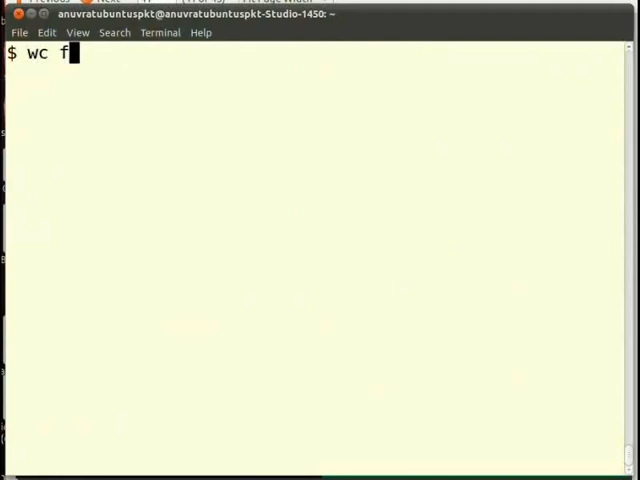 anuvratubuntuspkt@anuvratubuntuspkt-Studio-1450: ~
File Edit View Search Terminal Help
$ wc f